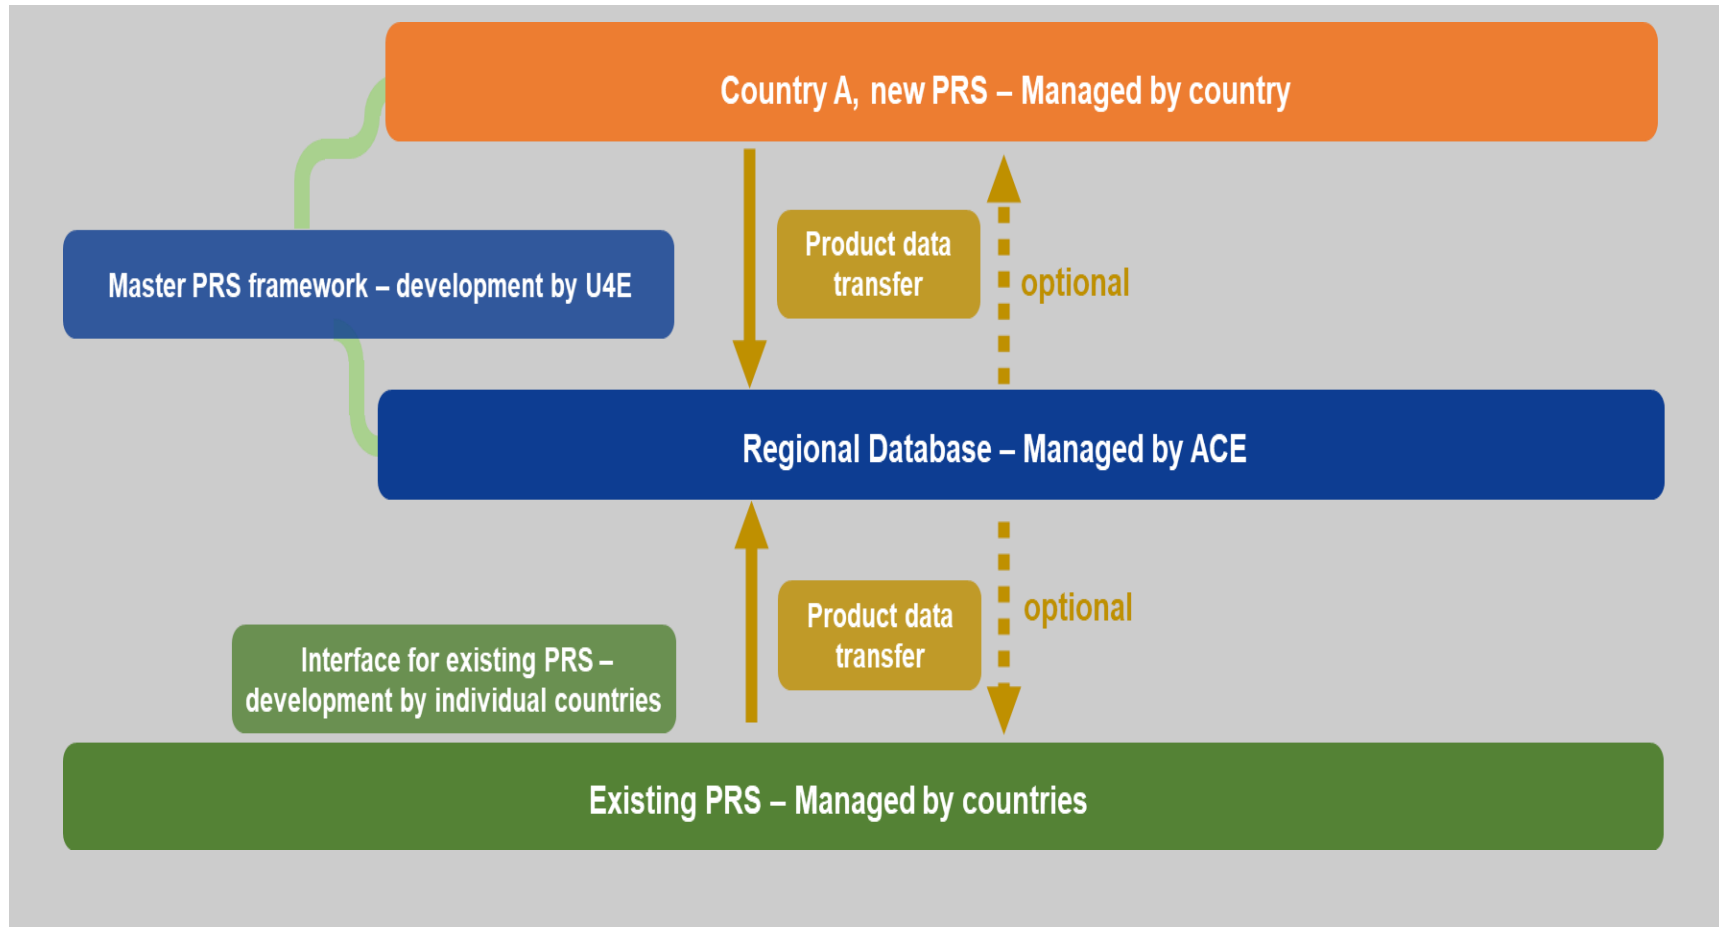 Country A, new PRS – Managed by country
Product data
transfer
optional
Master PRS framework – development by U4E
Regional Database – Managed by ACE
Product data
transfer
optional
Interface for existing PRS –
development by individual countries
Existing PRS – Managed by countries